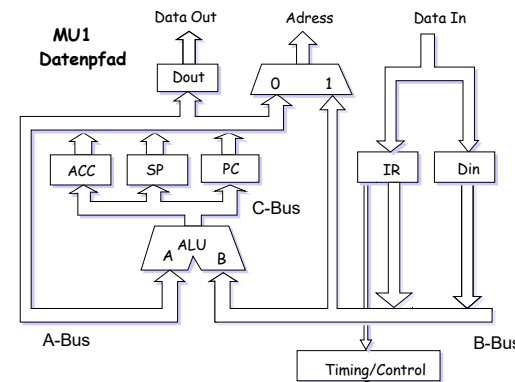 Data Out
Adress
Data In
MU1
Datenpfad
Dout
0 1
ACC
SP
PC
IR
Din
C-Bus
ALU
A
B
A-Bus
B-Bus
Timing/Control